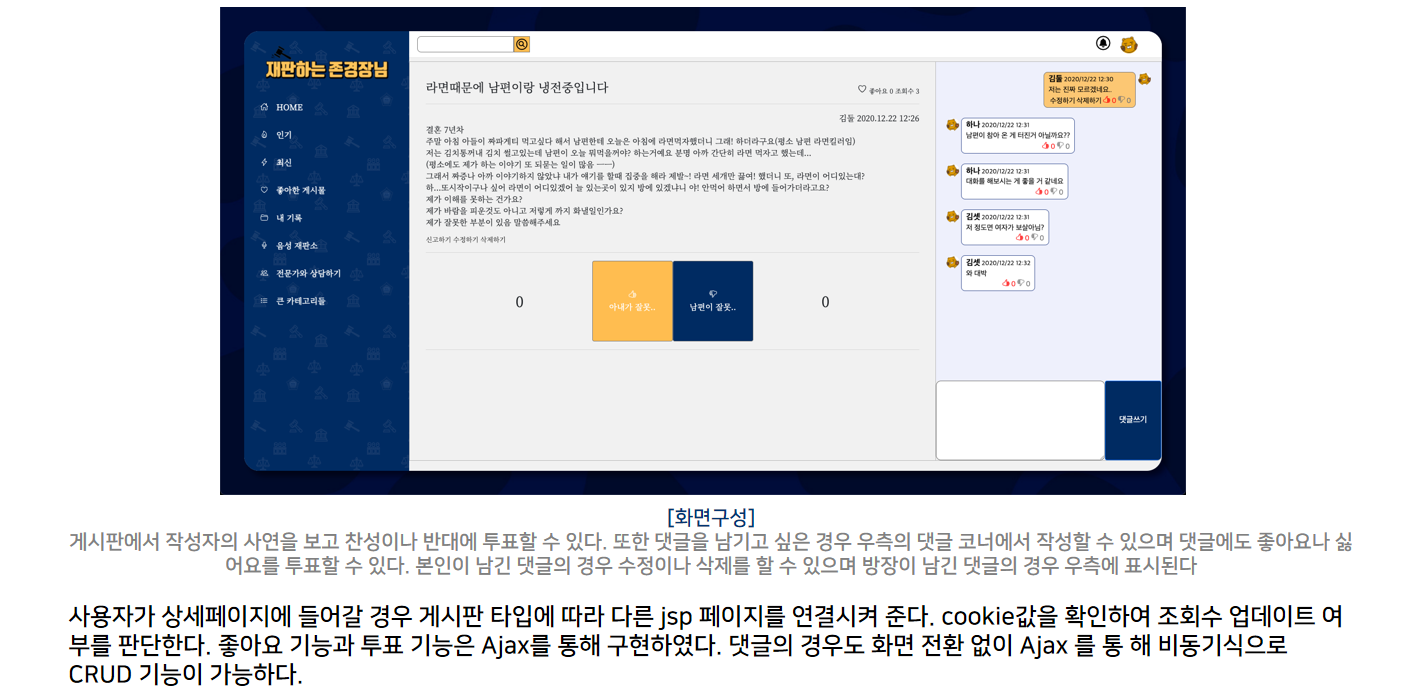 재판하는 존경장님
HOME
인기
최신
좋아한 게시물
내 기록
음성 재판소
전문가와 상담하기
큰 카테고리들
라면때문에 남편이랑 냉전중입니다
좋아요 0 조회수 3
김둘 2020.12.22 12:26
결혼 7년차
주말 아침 아들이 짜파게티 먹고싶다 해서 남편한테 오늘은 아침에 라면먹자했더니 그래! 하더라구요(평소 남편 라면킬러임)
저는 김치통꺼내 김치 썰고있는데 남편이 오늘 뭐먹을꺼야? 하는거예요 분명 아까 간단히 라면 먹자고 했는데...
(평소에도 제가 하는 이야기 또 되묻는 일이 많음 ㅡㅡ)
그래서 짜증나 아까 이야기하지 않았냐 내가 얘기를 할때 집중을 해라 제발~! 라면 세개만 끓여! 했더니 또, 라면이 어디있는대?
하...또시작이구나 싶어 라면이 어디있겠어 늘 있는곳이 있지 방에 있겠냐니 야! 안먹어 하면서 방에 들어가더라고요?
제가 이해를 못하는 건가요?
제가 바람을 피운것도 아니고 저렇게 까지 화낼일인가요?
제가 잘못한 부분이 있음 말씀해주세요
신고하기 수정하기 삭제하기
0
아내가 잘못..
남편이 잘못..
0
김둘 2020/12/22 12:30
저는 진짜 모르겠네요..
수정하기 삭제하기 0 0
하나 2020/12/22 12:31
남편이 참아 온 게 터진거 아닐까요??
0 0
하나 2020/12/22 12:31
대화를 해보시는 게 좋을 거 같네요
0 0
김셋 2020/12/22 12:31
저 정도면 여자가 보살아님?
0 0
김셋 2020/12/22 12:32
와 대박
0 0
댓글쓰기
[화면구성]
게시판에서 작성자의 사연을 보고 찬성이나 반대에 투표할 수 있다. 또한 댓글을 남기고 싶은 경우 우측의 댓글 코너에서 작성할 수 있으며 댓글에도 좋아요나 싫
어요를 투표할 수 있다. 본인이 남긴 댓글의 경우 수정이나 삭제를 할 수 있으며 방장이 남긴 댓글의 경우 우측에 표시된다
사용자가 상세페이지에 들어갈 경우 게시판 타입에 따라 다른 jsp 페이지를 연결시켜 준다. cookie값을 확인하여 조회수 업데이트 여
부를 판단한다. 좋아요 기능과 투표 기능은 Ajax를 통해 구현하였다. 댓글의 경우도 화면 전환 없이 Ajax 를 통 해 비동기식으로
CRUD 기능이 가능하다.